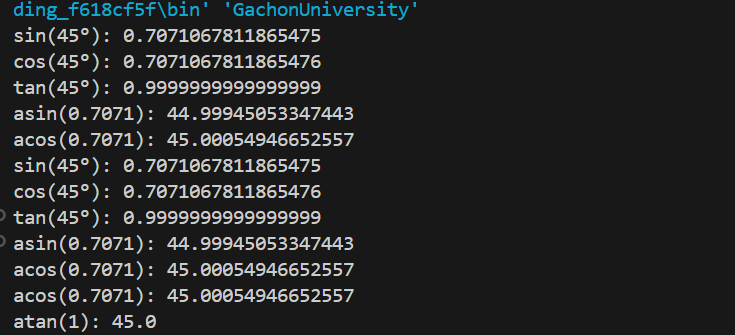 ding_f618cf5f\bin' 'GachonUniversity'
sin(45°): 0.7071067811865475
cos(45°): 0.7071067811865476
tan(45°): 0.9999999999999999
asin(0.7071): 44.99945053347443
acos(0.7071): 45.00054946652557
sin(45°): 0.7071067811865475
cos(45°): 0.7071067811865476
tan(45°): 0.9999999999999999
asin(0.7071): 44.99945053347443
acos(0.7071): 45.00054946652557
acos(0.7071): 45.00054946652557
atan(1): 45.0